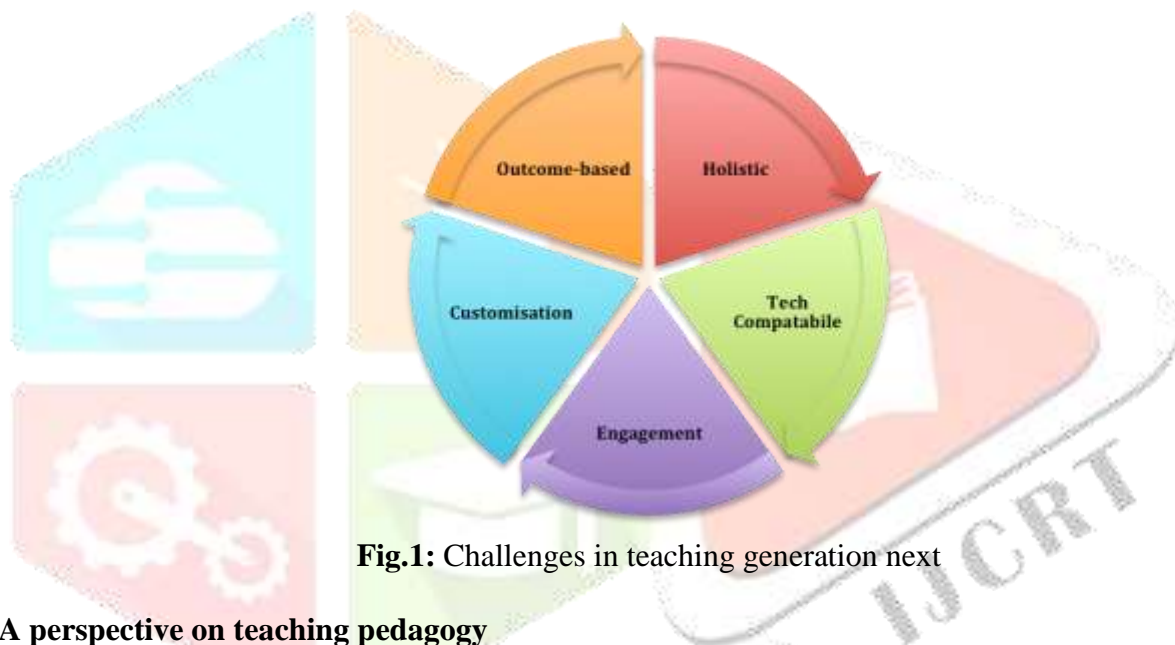 Outcome-based
Holistic
Customisation
Tech
Compatabile
Engagement
Fig.1: Challenges in teaching generation next
IJCRT
A perspective on teaching pedagogy